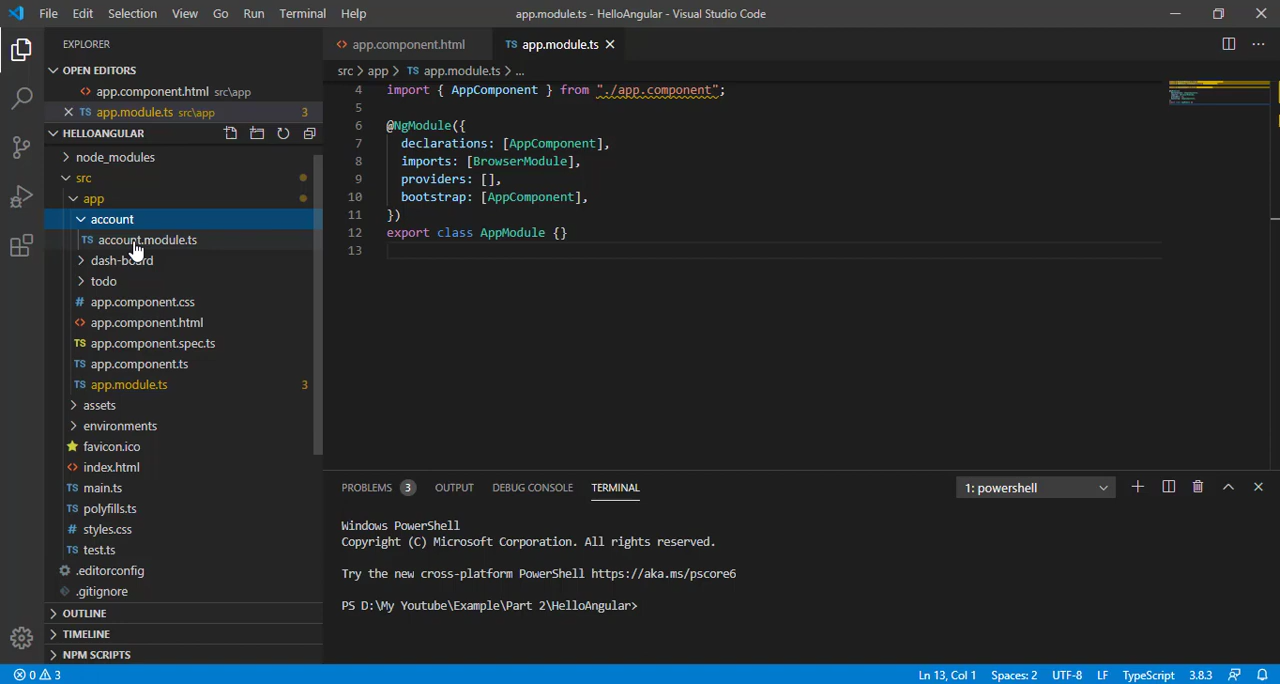 File Edit Selection View Go Run Terminal Help
app.module.ts - HelloAngular - Visual Studio Code
EXPLORER
OPEN EDITORS
app.component.html src\app
app.module.ts src\app 3
HELLOANGULAR
node_modules
src
app
account
TS account.module.ts
dash-board
todo
# app.component.css
<> app.component.html
TS app.component.spec.ts
TS app.component.ts
TS app.module.ts 3
assets
environments
favicon.ico
<> index.html
TS main.ts
TS polyfills.ts
# styles.css
TS test.ts
.editorconfig
.gitignore
OUTLINE
TIMELINE
NPM SCRIPTS
<> app.component.html
TS app.module.ts
src > app > TS app.module.ts > ...
4 import { AppComponent } from "./app.component";
5
6 @NgModule({
7 declarations: [AppComponent],
8 imports: [BrowserModule],
9 providers: [],
10 bootstrap: [AppComponent],
11 })
12 export class AppModule {}
13
PROBLEMS 3 OUTPUT DEBUG CONSOLE TERMINAL
1: powershell
Windows PowerShell
Copyright (C) Microsoft Corporation. All rights reserved.
Try the new cross-platform PowerShell https://aka.ms/pscore6
PS D:\My Youtube\Example\Part 2\HelloAngular>
0 3
Ln 13, Col 1 Spaces: 2 UTF-8 LF TypeScript 3.8.3